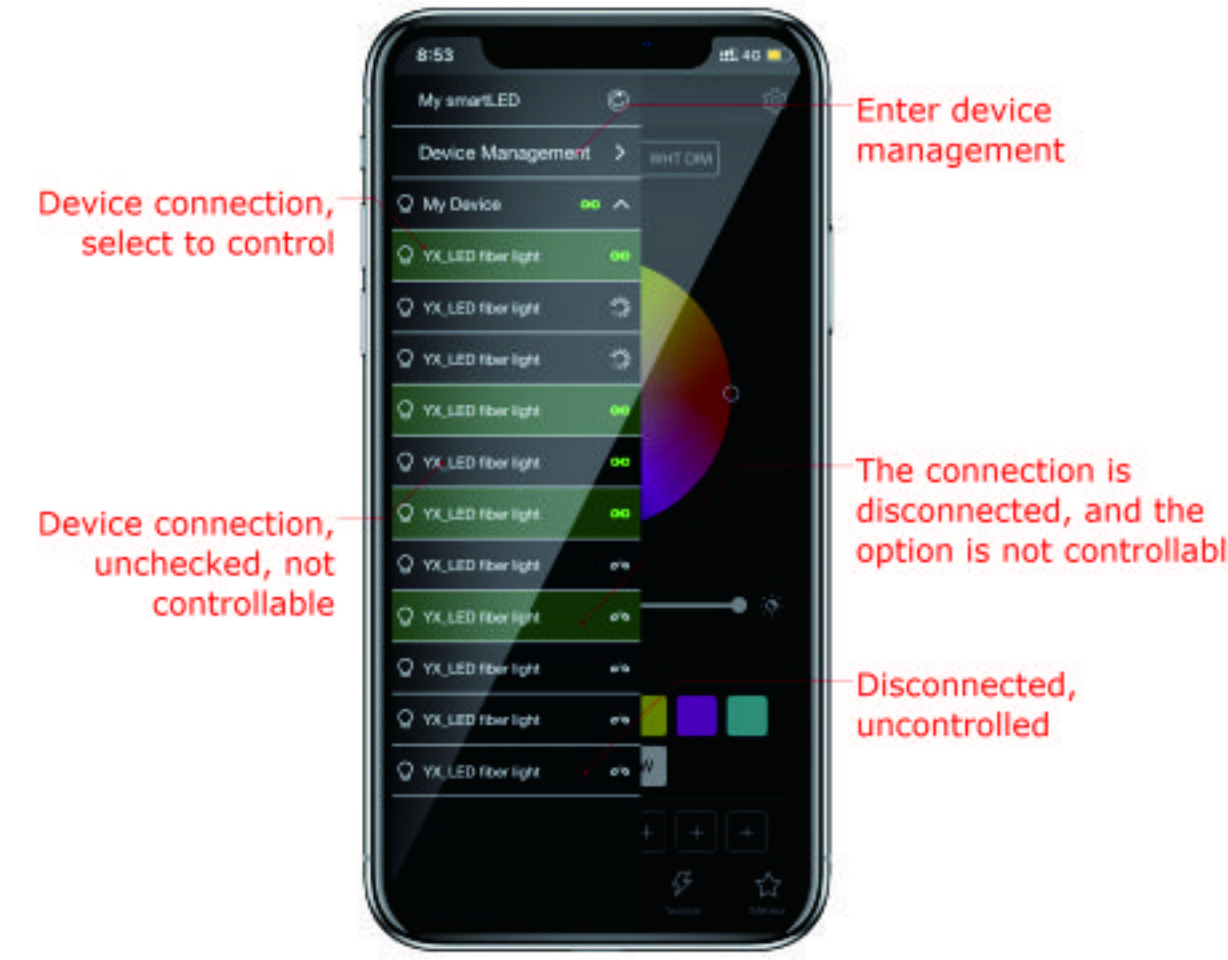 8:53
4G
My smartLED
Enter device
management
Device Management
WHT DIM
My Device
Device connection,
select to control
YX_LED fiber light
YX_LED fiber light
YX_LED fiber light
YX_LED fiber light
YX_LED fiber light
The connection is
disconnected, and the
option is not controllabl
YX_LED fiber light
Device connection,
unchecked, not
controllable
YX_LED fiber light
YX_LED fiber light
YX_LED fiber light
Disconnected,
uncontrolled
YX_LED fiber light
YX_LED fiber light
W